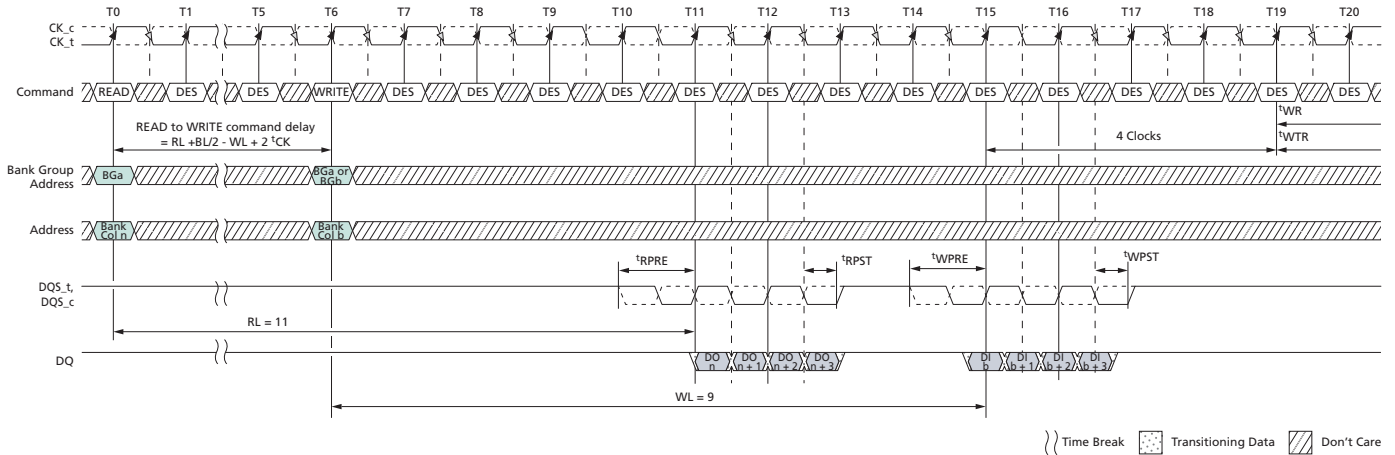 T0 T1 T5 T6 T7 T8 T9 T10 T11 T12 T13 T14 T15 T16 T17 T18 T19 T20
CK_c
CK_t
Command READ DES DES WRITE DES DES DES DES DES DES DES DES DES DES DES DES DES DES
tWR
READ to WRITE command delay
= RL +BL/2 - WL + 2 tCK
4 Clocks
tWTR
Bank Group
Address
BGa
BGa or
BGb
Address
Bank
Col n
Bank
Col b
tRPRE tRPST tWPRE tWPST
DQS_t,
DQS_c
RL = 11
DQ
DO
n
DO
n + 1
DO
n + 2
DO
n + 3
DI
b
DI
b + 1
DI
b + 2
DI
b + 3
WL = 9
Time Break Transitioning Data Don't Care